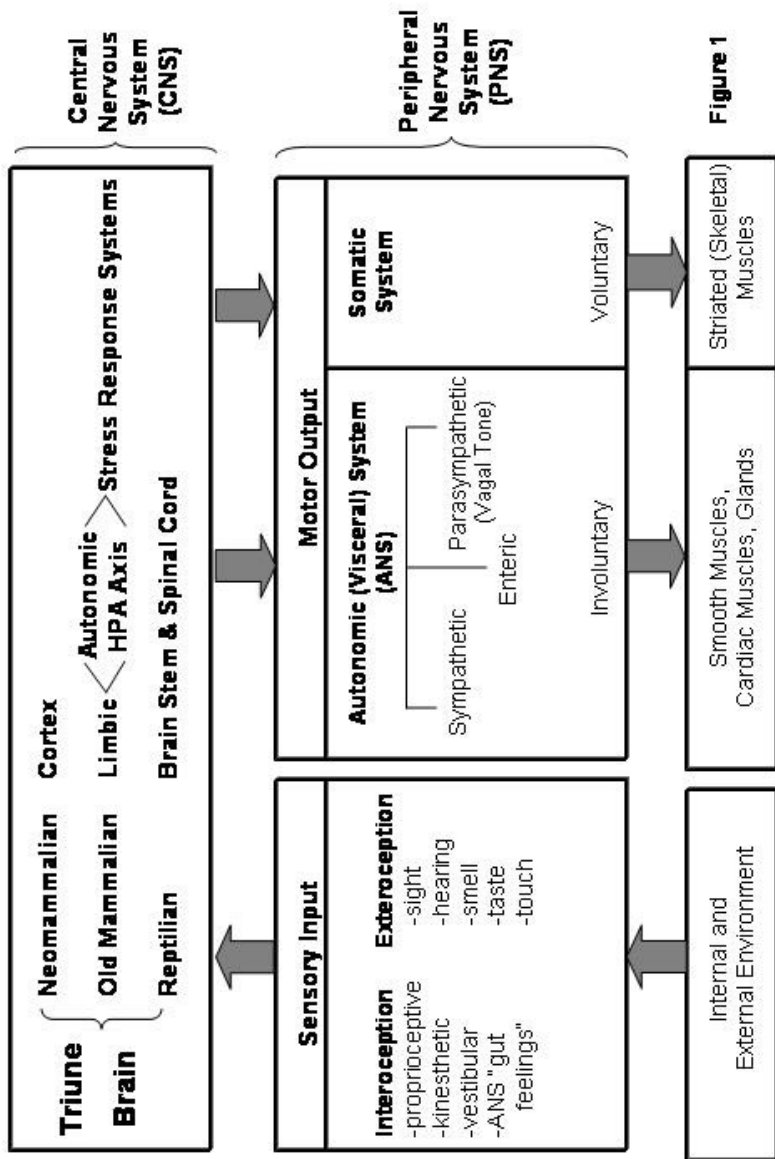 Triune
Brain
Neomammalian
Cortex
Old Mammalian
Limbic
Autonomic
HPA Axis
Stress Response Systems
Reptilian
Brain Stem & Spinal Cord
Central
Nervous
System
(CNS)
Sensory Input
Interoception
-proprioceptive
-kinesthetic
-vestibular
-ANS "gut
feelings"
Exteroception
-sight
-hearing
-smell
-taste
-touch
Motor Output
Autonomic (Visceral) System
(ANS)
Sympathetic
Parasympathetic
(Vagal Tone)
Enteric
Involuntary
Somatic
System
Voluntary
Peripheral
Nervous
System
(PNS)
Internal and
External Environment
Smooth Muscles,
Cardiac Muscles, Glands
Striated (Skeletal)
Muscles
Figure 1